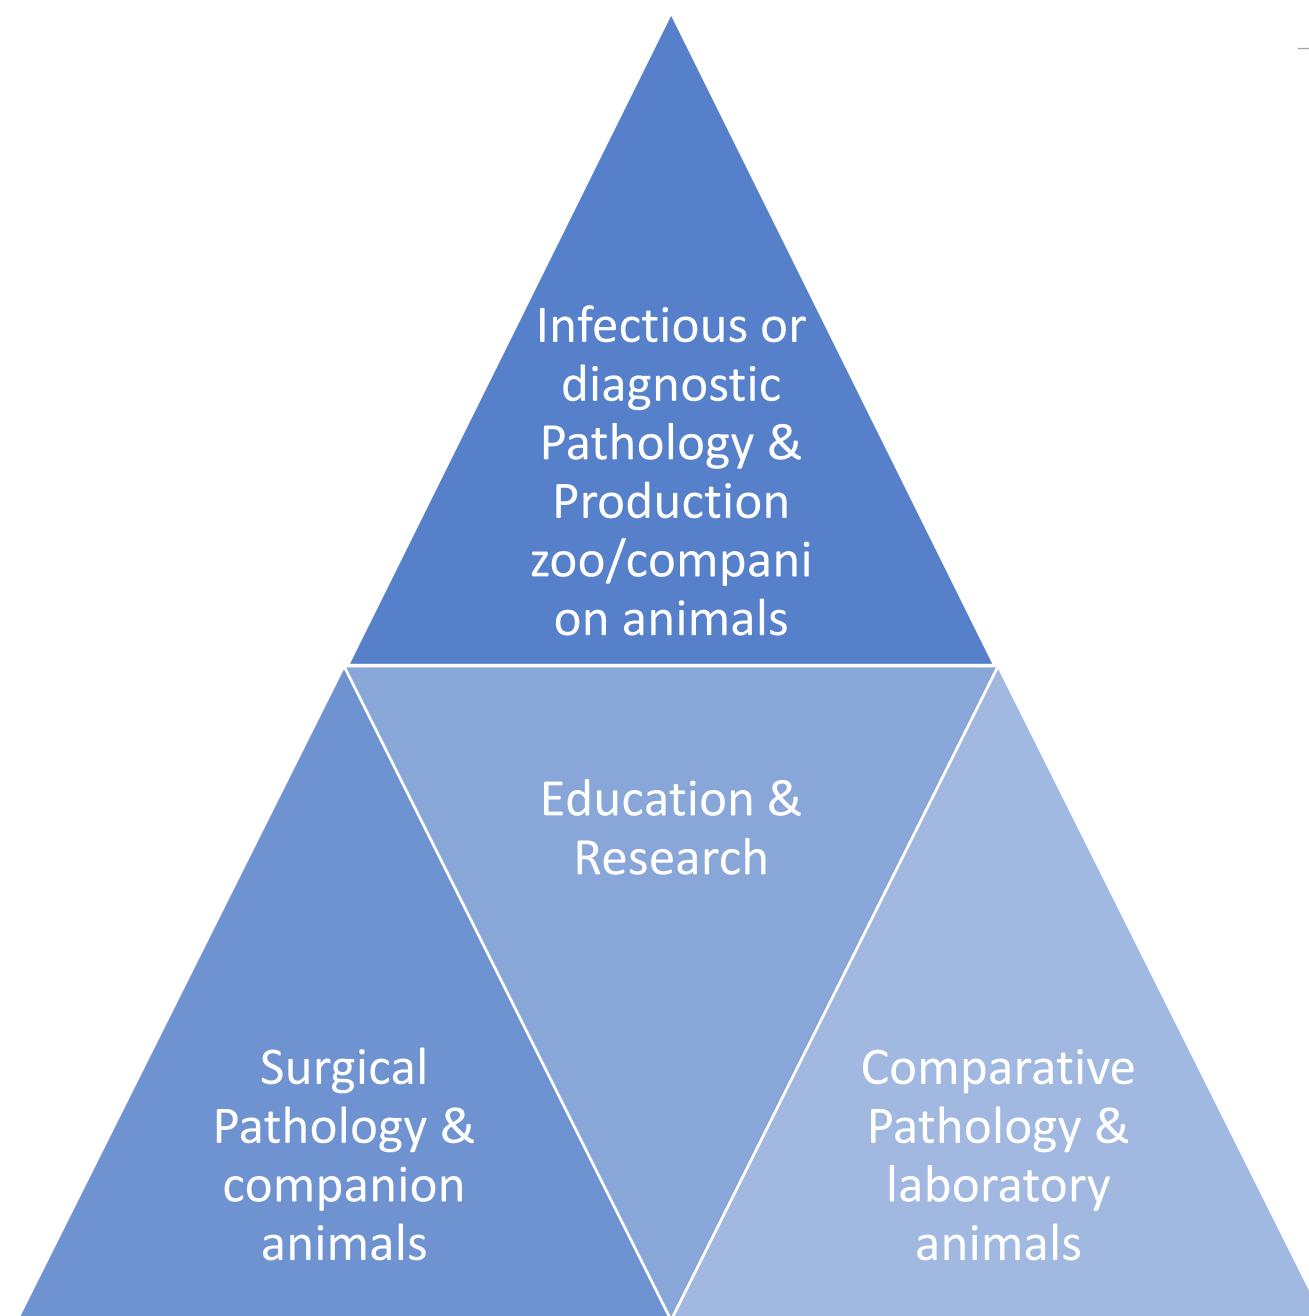 Infectious or
diagnostic
Pathology &
Production
zoo/compani
on animals
Education &
Research
Surgical
Pathology &
companion
animals
Comparative
Pathology &
laboratory
animals